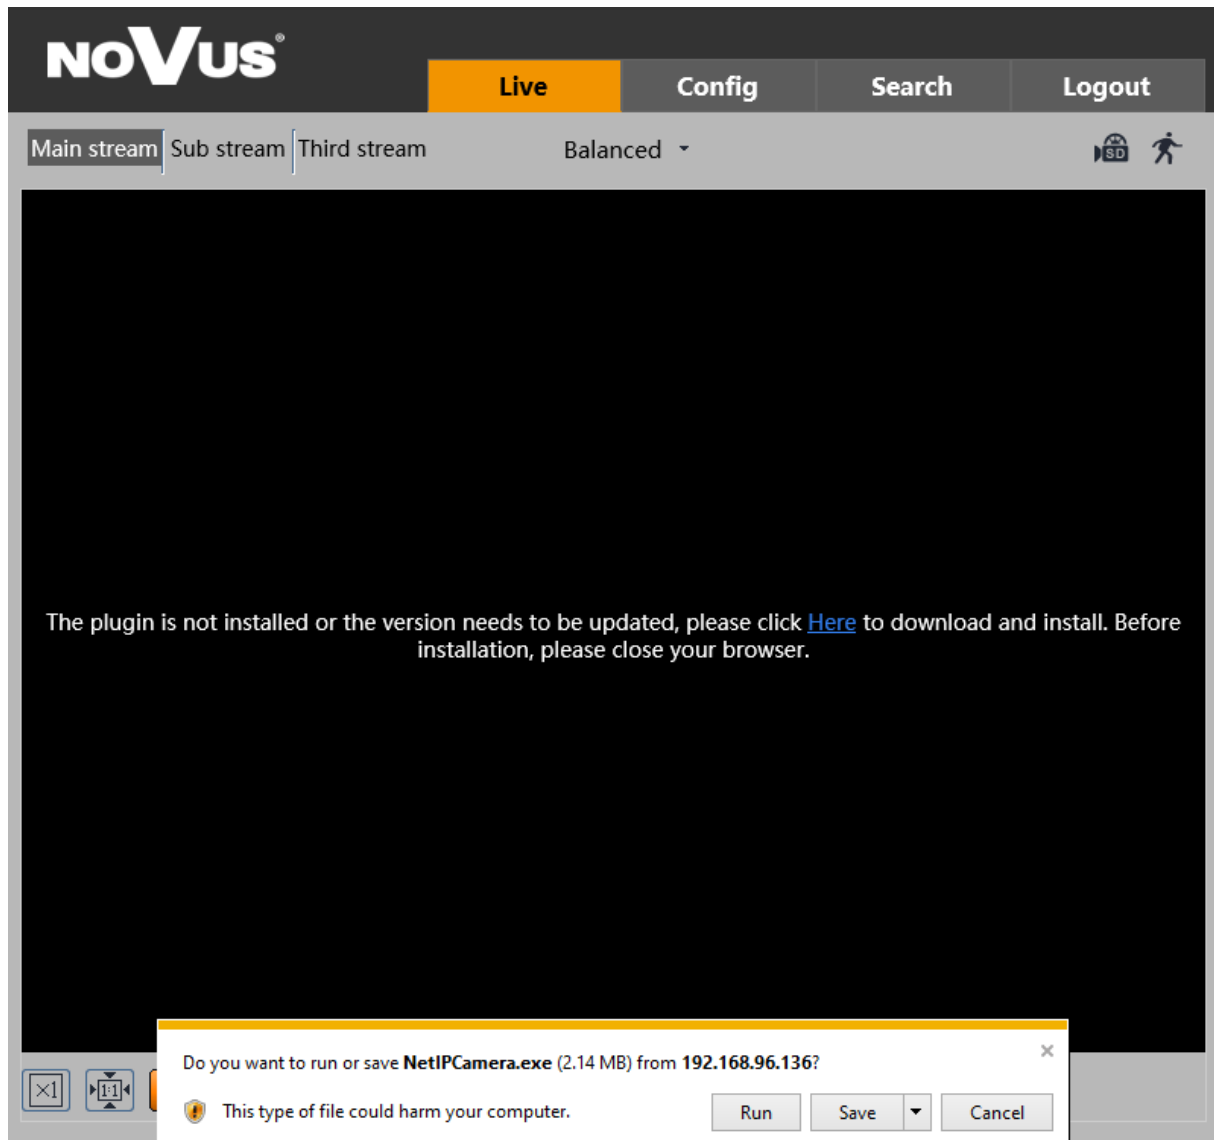 NOVUS®
Live Config Search Logout
Main stream Sub stream Third stream Balanced
SD
The plugin is not installed or the version needs to be updated, please click Here to download and install. Before
installation, please close your browser.
Do you want to run or save NetIPCamera.exe (2.14 MB) from 192.168.96.136?
×1 1:1
This type of file could harm your computer. Run Save Cancel